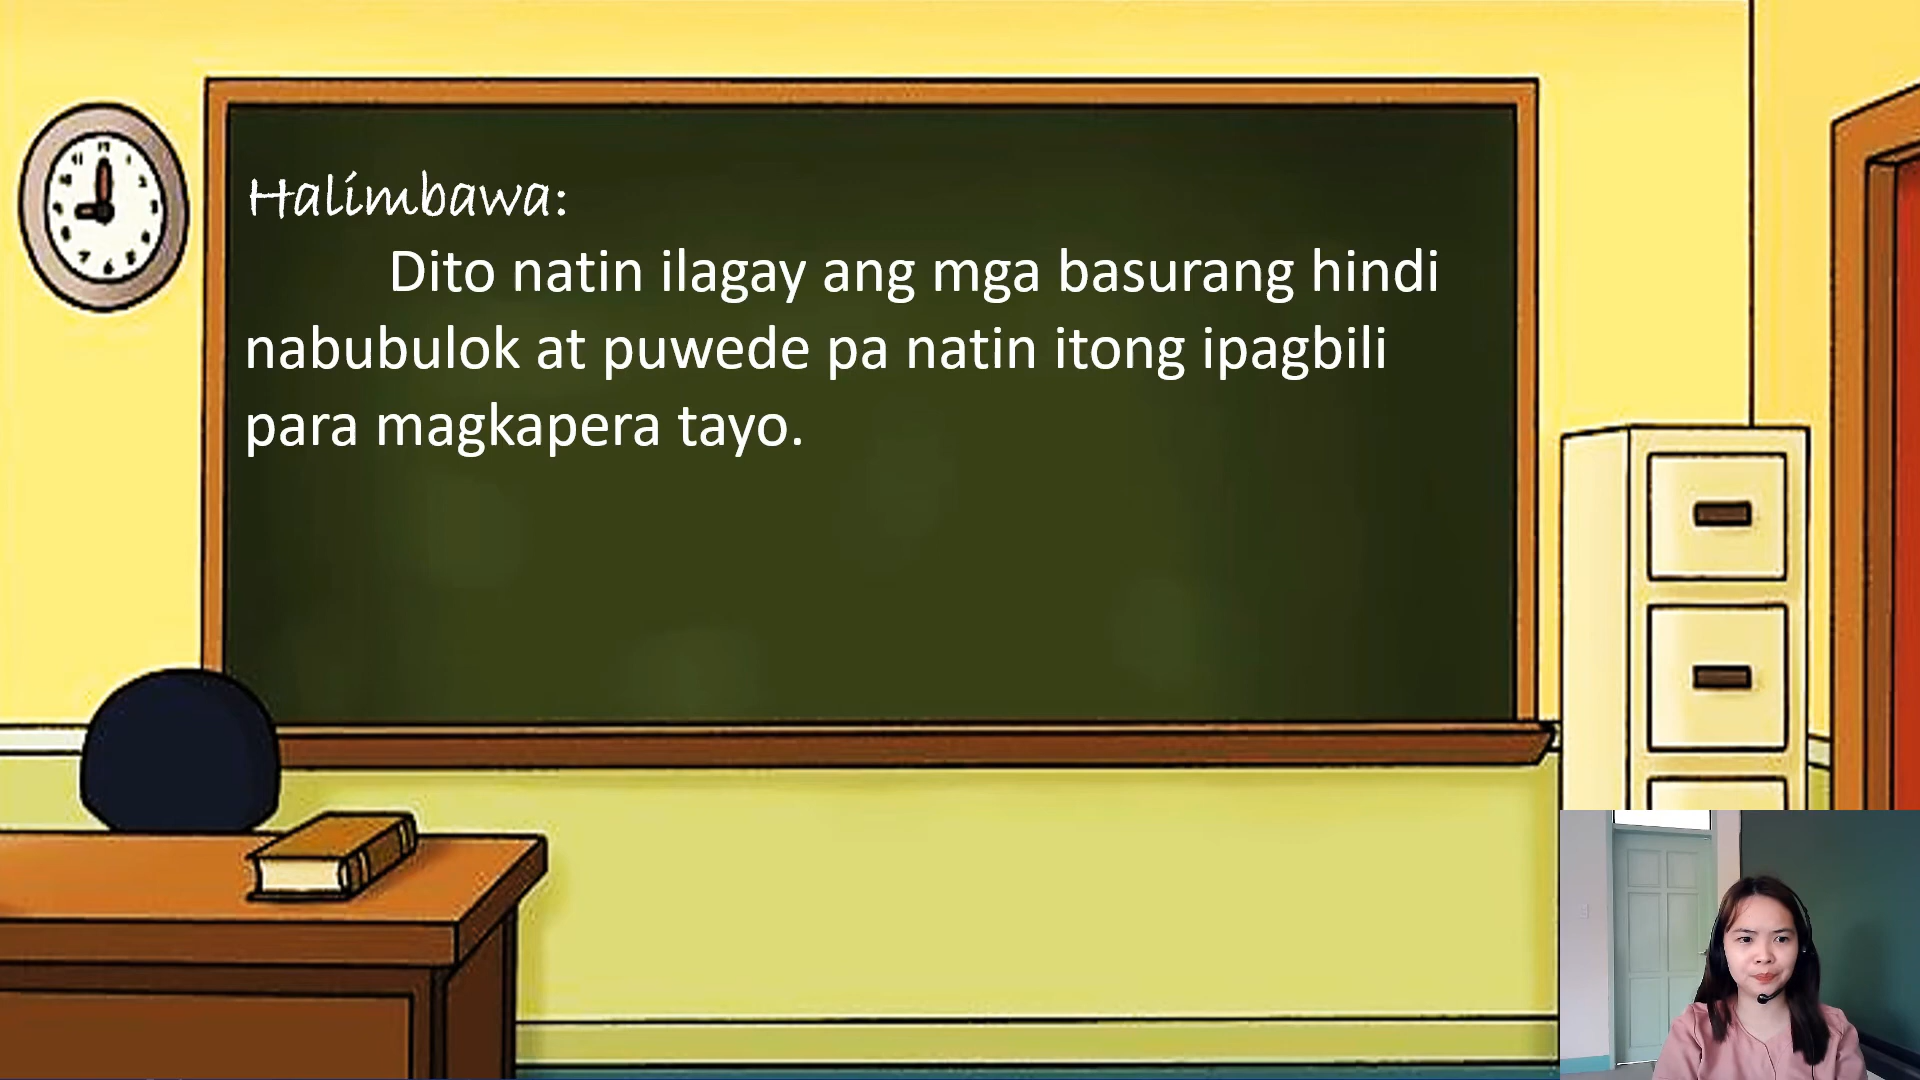 Halimbawa:
Dito natin ilagay ang mga basurang hindi
nabubulok at puwede pa natin itong ipagbili
para magkapera tayo.